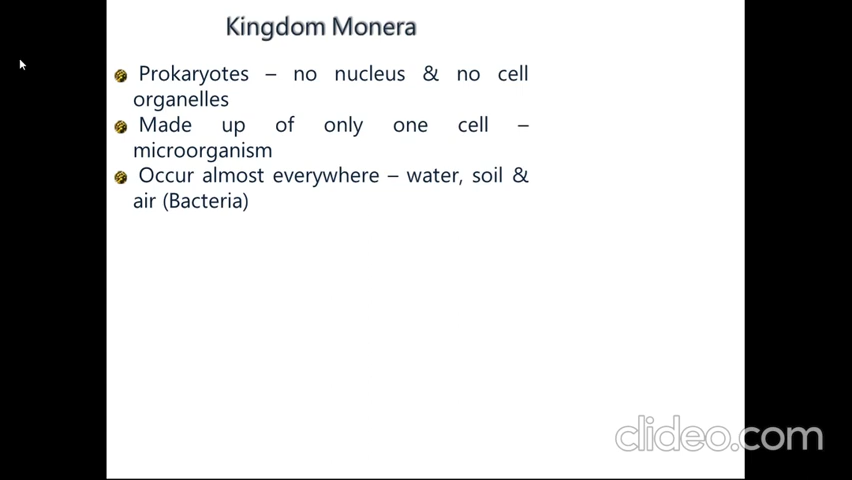 Kingdom Monera
Prokaryotes – no nucleus & no cell
organelles
Made up of only one cell –
microorganism
Occur almost everywhere – water, soil &
air (Bacteria)
clideo.com